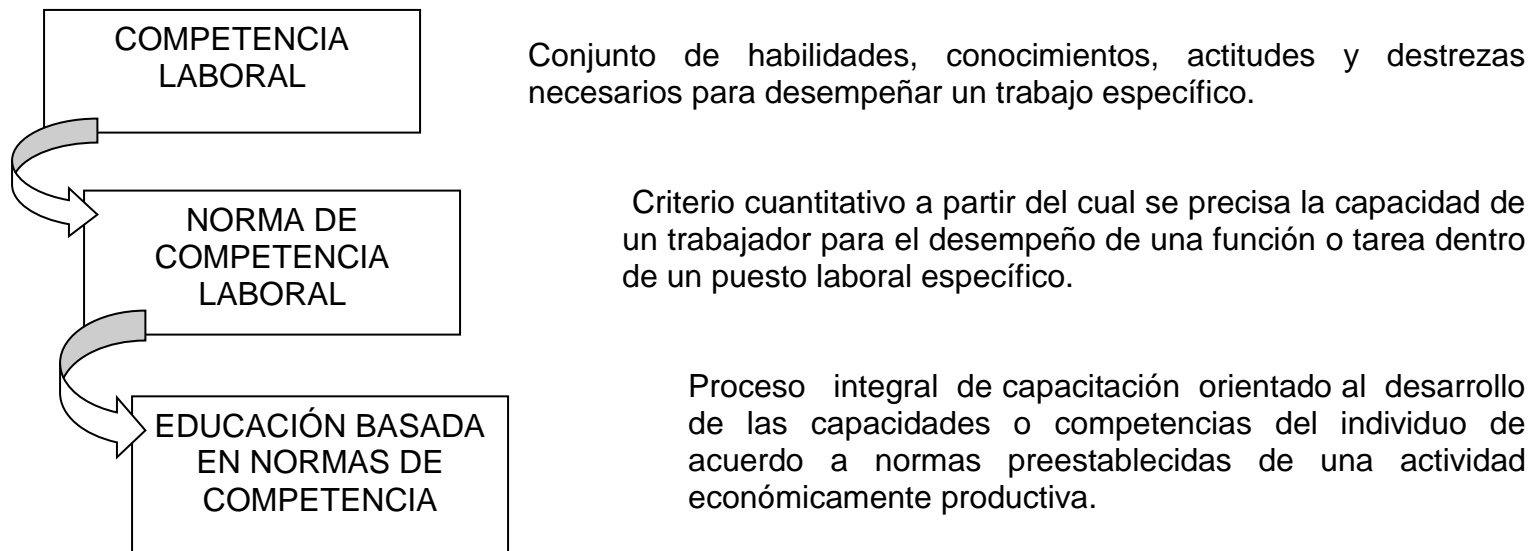 COMPETENCIA
LABORAL
Conjunto de habilidades, conocimientos, actitudes y destrezas
necesarios para desempeñar un trabajo específico.
NORMA DE
COMPETENCIA
LABORAL
Criterio cuantitativo a partir del cual se precisa la capacidad de
un trabajador para el desempeño de una función o tarea dentro
de un puesto laboral específico.
EDUCACIÓN BASADA
EN NORMAS DE
COMPETENCIA
Proceso integral de capacitación orientado al desarrollo
de las capacidades o competencias del individuo de
acuerdo a normas preestablecidas de una actividad
económicamente productiva.